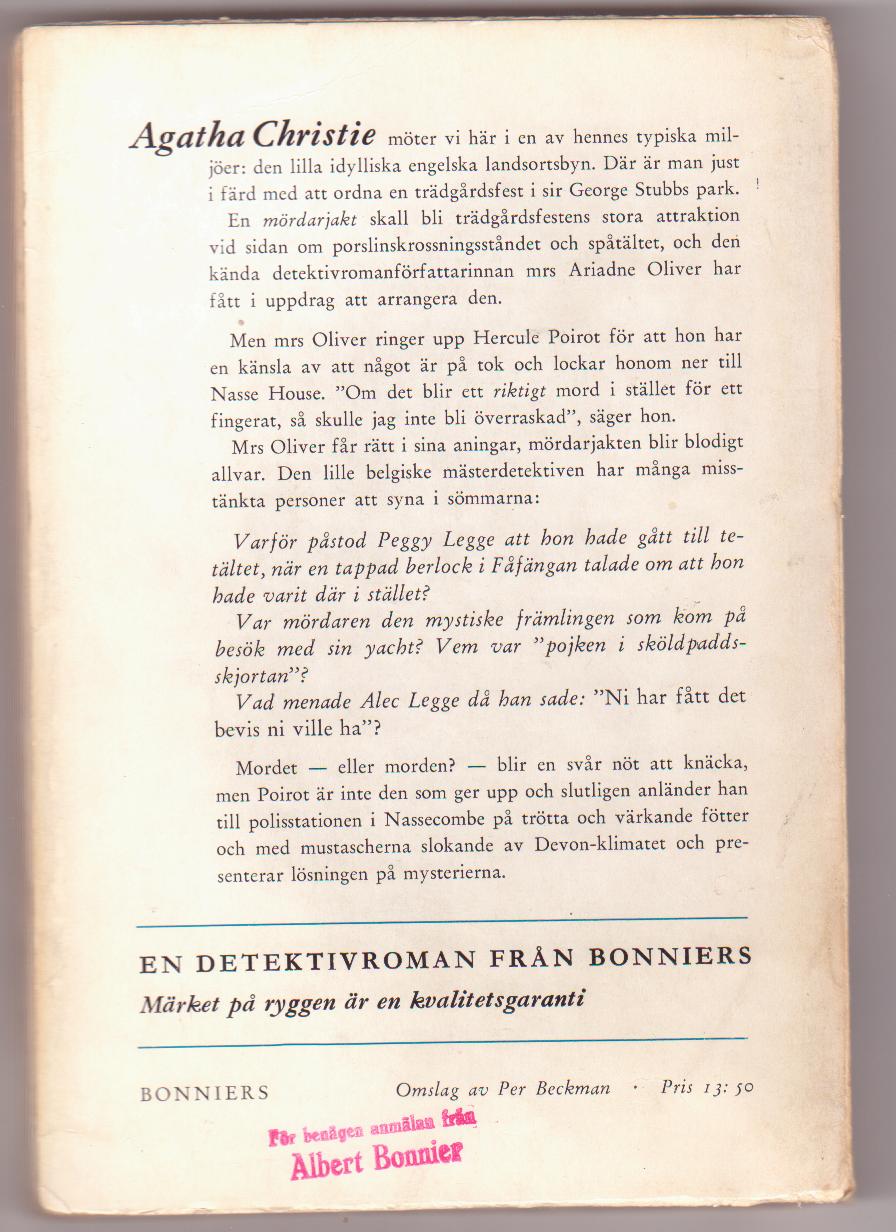 Agatha Christie möter vi här i en av hennes typiska mil-
jöer: den lilla idylliska engelska landsortsbyn. Där är man just
i färd med att ordna en trädgårdsfest i sir George Stubbs park.
En mördarjakt skall bli trädgårdsfestens stora attraktion
vid sidan om porslinskrossningsståndet och spåtältet, och den
kända detektivromanförfattarinnan mrs Ariadne Oliver har
fått i uppdrag att arrangera den.
Men mrs Oliver ringer upp Hercule Poirot för att hon har
en känsla av att något är på tok och lockar honom ner till
Nasse House. ”Om det blir ett riktigt mord i stället för ett
fingerat, så skulle jag inte bli överraskad”, säger hon.
Mrs Oliver får rätt i sina aningar, mördarjakten blir blodigt
allvar. Den lille belgiske mästerdetektiven har många miss-
tänkta personer att syna i sömmarna:
Varför påstod Peggy Legge att hon hade gått till te-
tältet, när en tappad berlock i Fåfängan talade om att hon
hade varit där i stället?
Var mördaren den mystiske främlingen som kom på
besök med sin yacht? Vem var ”pojken i sköldpadds-
skjortan”?
Vad menade Alec Legge då han sade: ”Ni har fått det
bevis ni ville ha”?
Mordet — eller morden? — blir en svår nöt att knäcka,
men Poirot är inte den som ger upp och slutligen anländer han
till polisstationen i Nassecombe på trötta och värkande fötter
och med mustascherna slokande av Devon-klimatet och pre-
senterar lösningen på mysterierna.
EN DETEKTIVROMAN FRÅN BONNIERS
Märket på ryggen är en kvalitetsgaranti
BONNIERS Omslag av Per Beckman · Pris 13: 50
För benägen anmälan från
Albert Bonnier